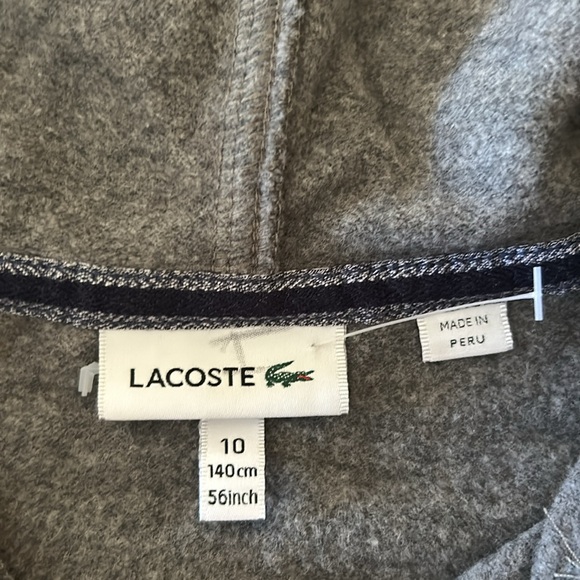 MADE IN
PERU
LACOSTE
10
140cm
56inch